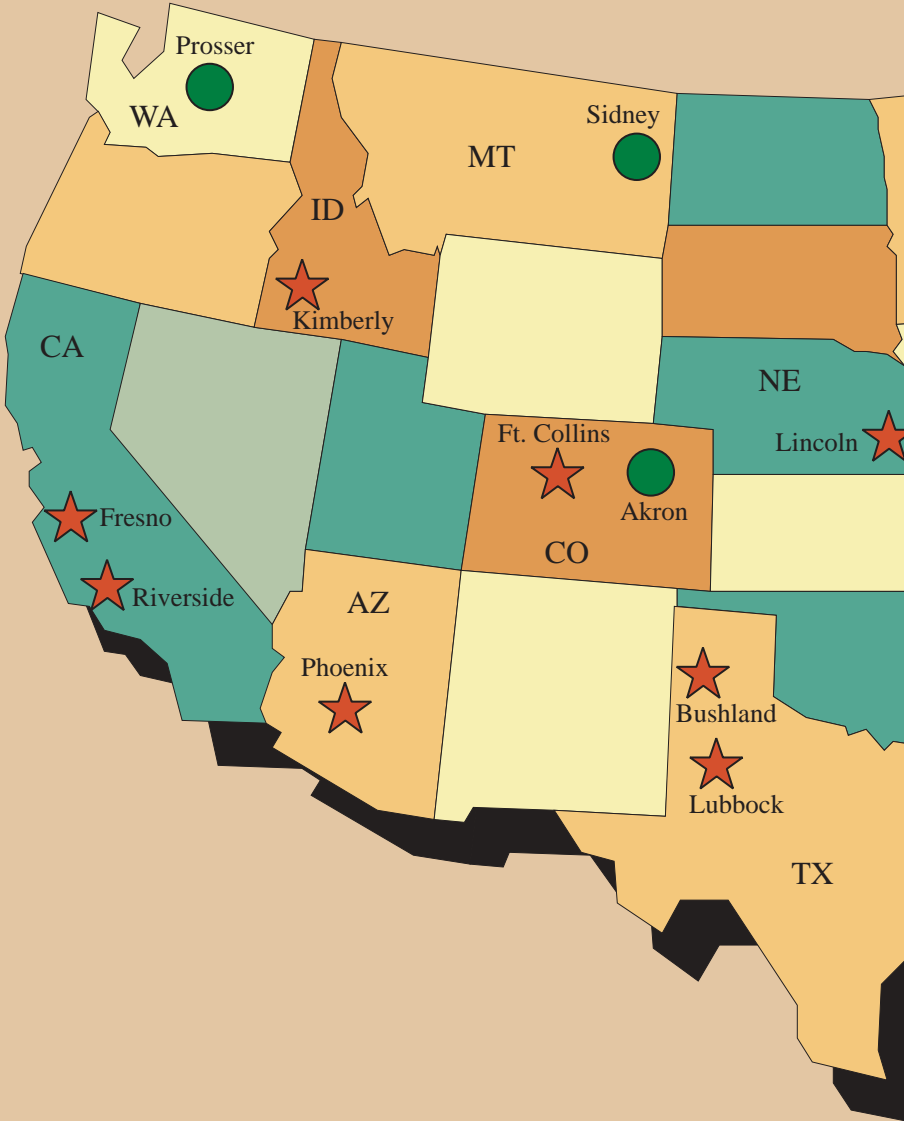 Prosser
WA
Sidney
MT
ID
Kimberly
CA
NE
Ft. Collins
Lincoln
Akron
Fresno
CO
Riverside
AZ
Phoenix
Bushland
Lubbock
TX